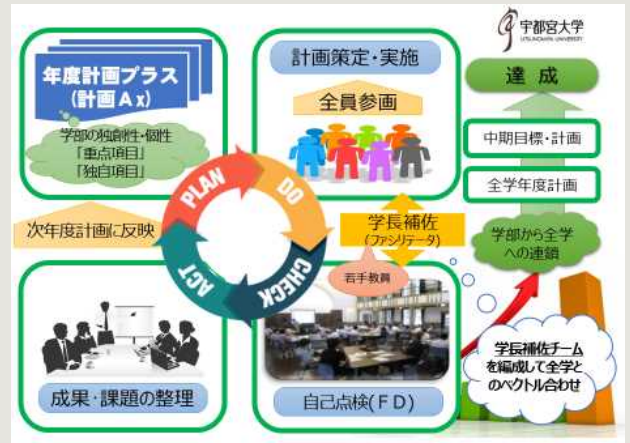 年度計画プラス
(計画Ax)
学部の独創性・個性
「重点項目」
「独自項目」
計画策定・実施
全員参画
宇都宮大学
UTSUNOMIYA UNIVERSITY
達成
中期目標・計画
全学年度計画
学部から全学
への連鎖
PLAN
DO
CHECK
ACT
次年度計画に反映
学長補佐
(ファシリテータ)
若手教員
成果・課題の整理
自己点検(FD)
学長補佐チーム
を編成して全学と
のベクトル合わせ